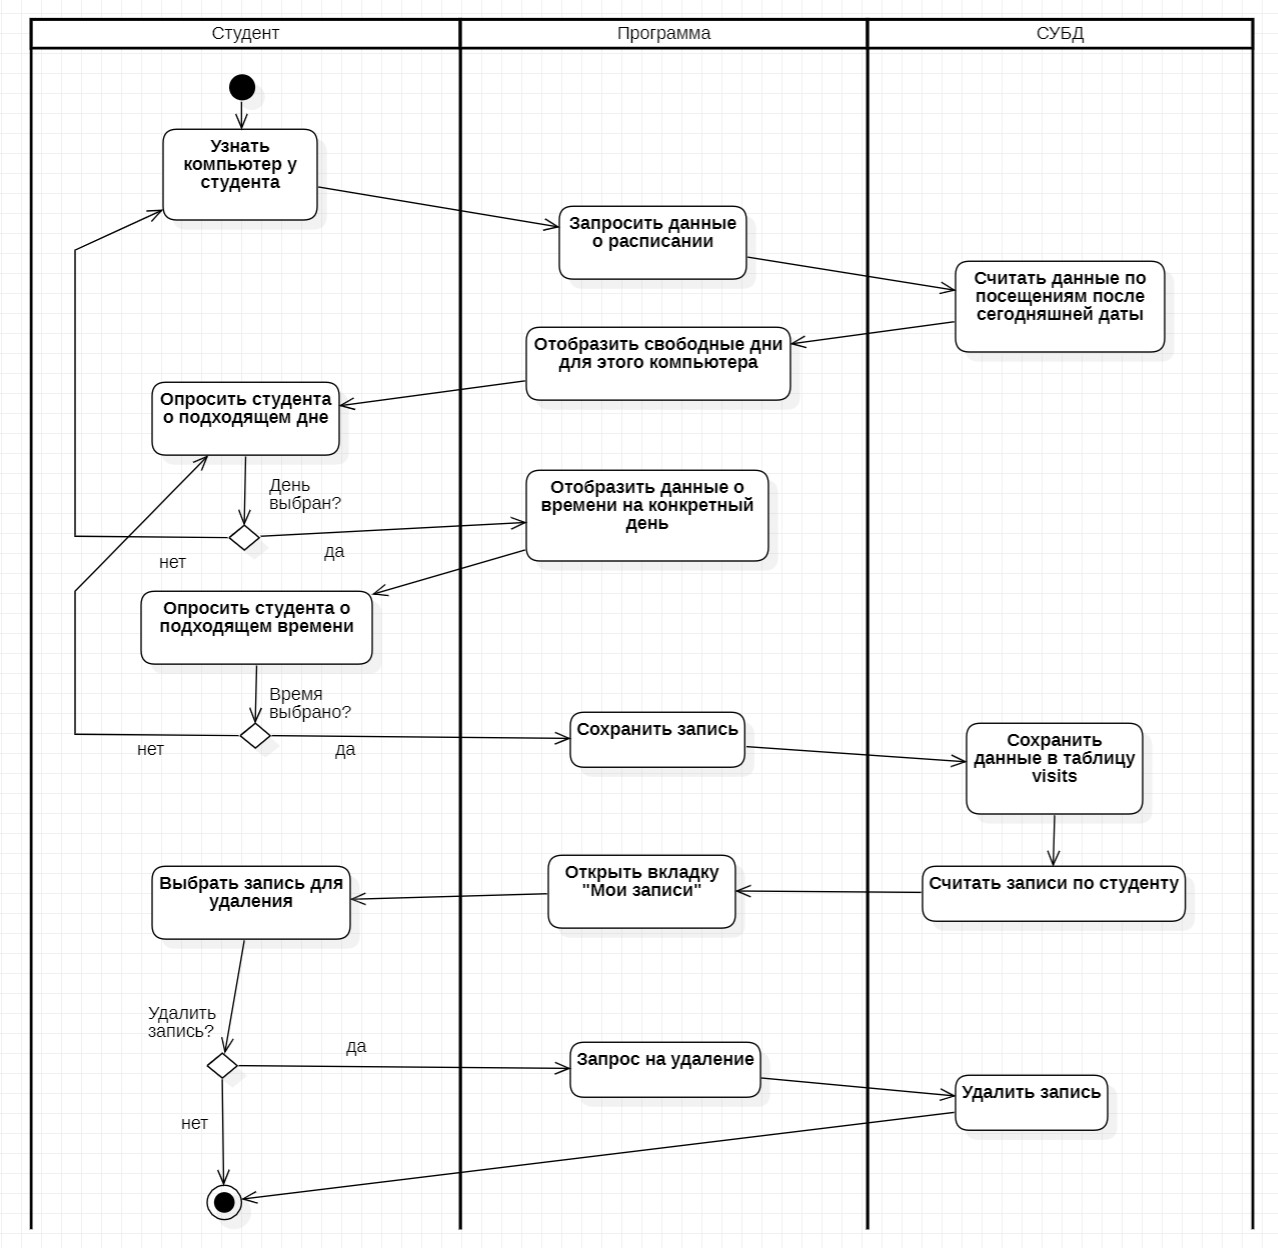 Студент
Программа
СУБД
Узнать
компьютер у
студента
Запросить данные
о расписании
Считать данные по
посещениям после
сегодняшней даты
Отобразить свободные дни
для этого компьютера
Опросить студента
о подходящем дне
День
выбран?
нет
да
Отобразить данные о
времени на конкретный
день
Опросить студента о
подходящем времени
Время
выбрано?
нет
да
Сохранить запись
Сохранить
данные в таблицу
visits
Считать записи по студенту
Открыть вкладку
"Мои записи"
Выбрать запись для
удаления
Удалить
запись?
да
нет
Запрос на удаление
Удалить запись